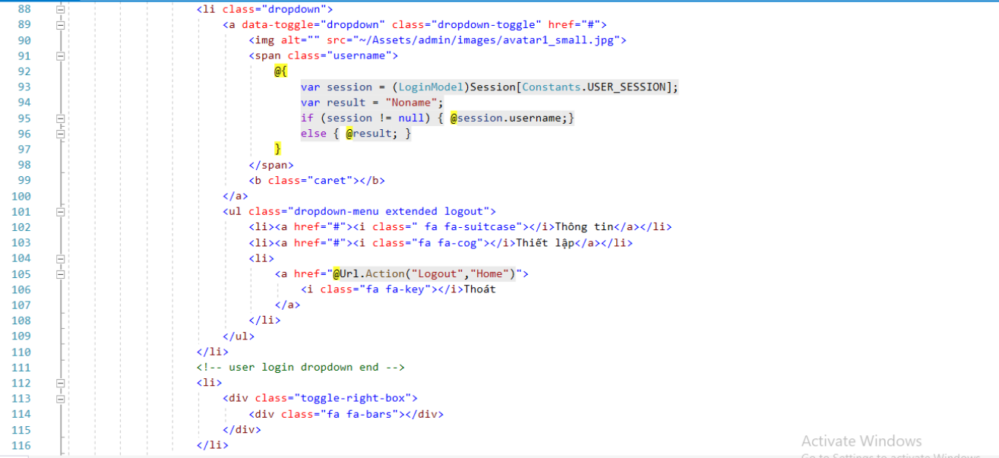 88 <li class="dropdown">
89 <a data-toggle="dropdown" class="dropdown-toggle" href="#">
90 <img alt="" src="~/Assets/admin/images/avatar1_small.jpg">
91 <span class="username">
92 @{
93 var session = (LoginModel)Session[Constants.USER_SESSION];
94 var result = "Noname";
95 if (session != null) { @session.username;}
96 else { @result; }
97 }
98 </span>
99 <b class="caret"></b>
100 </a>
101 <ul class="dropdown-menu extended logout">
102 <li><a href="#"><i class=" fa fa-suitcase"></i>Thông tin</a></li>
103 <li><a href="#"><i class="fa fa-cog"></i>Thiết lập</a></li>
104 <li>
105 <a href="@Url.Action("Logout","Home")">
106 <i class="fa fa-key"></i>Thoát
107 </a>
108 </li>
109 </ul>
110 </li>
111 <!-- user login dropdown end -->
112 <li>
113 <div class="toggle-right-box">
114 <div class="fa fa-bars"></div>
115 </div>
116 </li>
Activate Windows
Go to Settings to activate Windows.